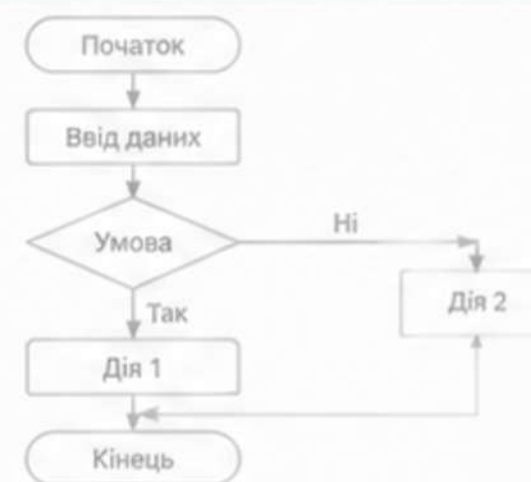 Початок
Ввід даних
Умова
Ні
Так
Дія 2
Дія 1
Кінець